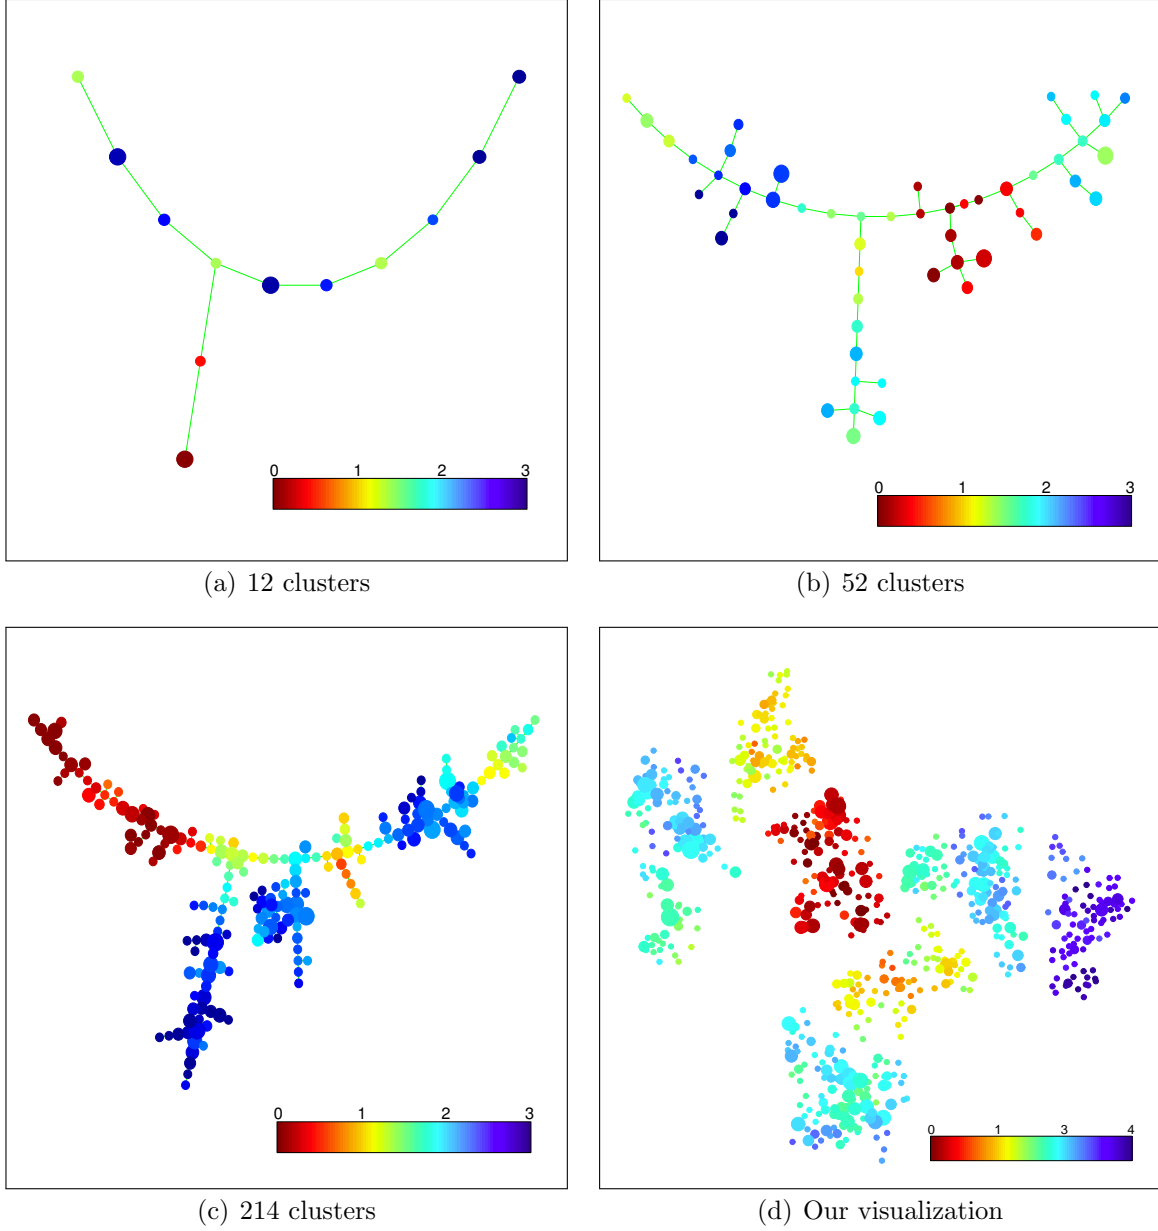 0 1 2 3
0 1 2 3
(a) 12 clusters
(b) 52 clusters
0 1 2 3
0 1 3 4
(c) 214 clusters
(d) Our visualization